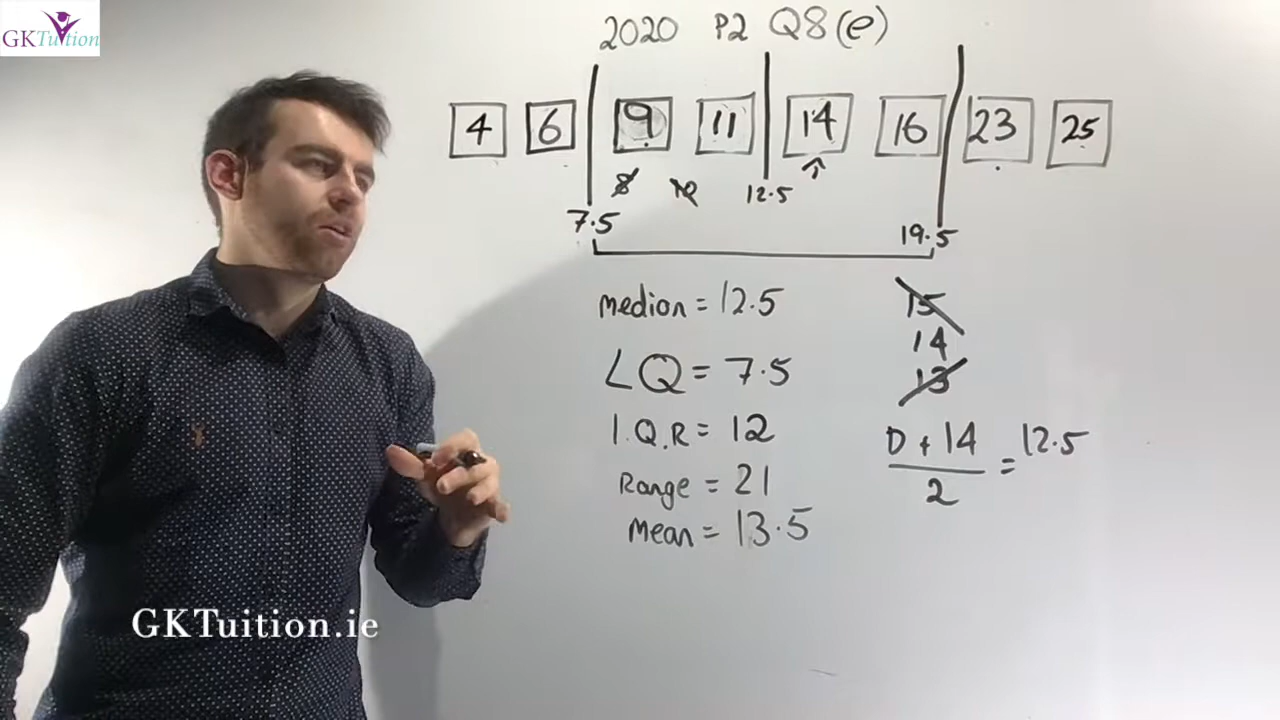 GKTuition
2020 P2 Q8(e)
4 6 9 11 14 16 23 25
8 12.5
7.5 19.5
median = 12.5
LQ = 7.5
I.Q.R = 12
Range = 21
Mean = 13.5
15
14
13
D + 14
2
= 12.5
GKTuition.ie